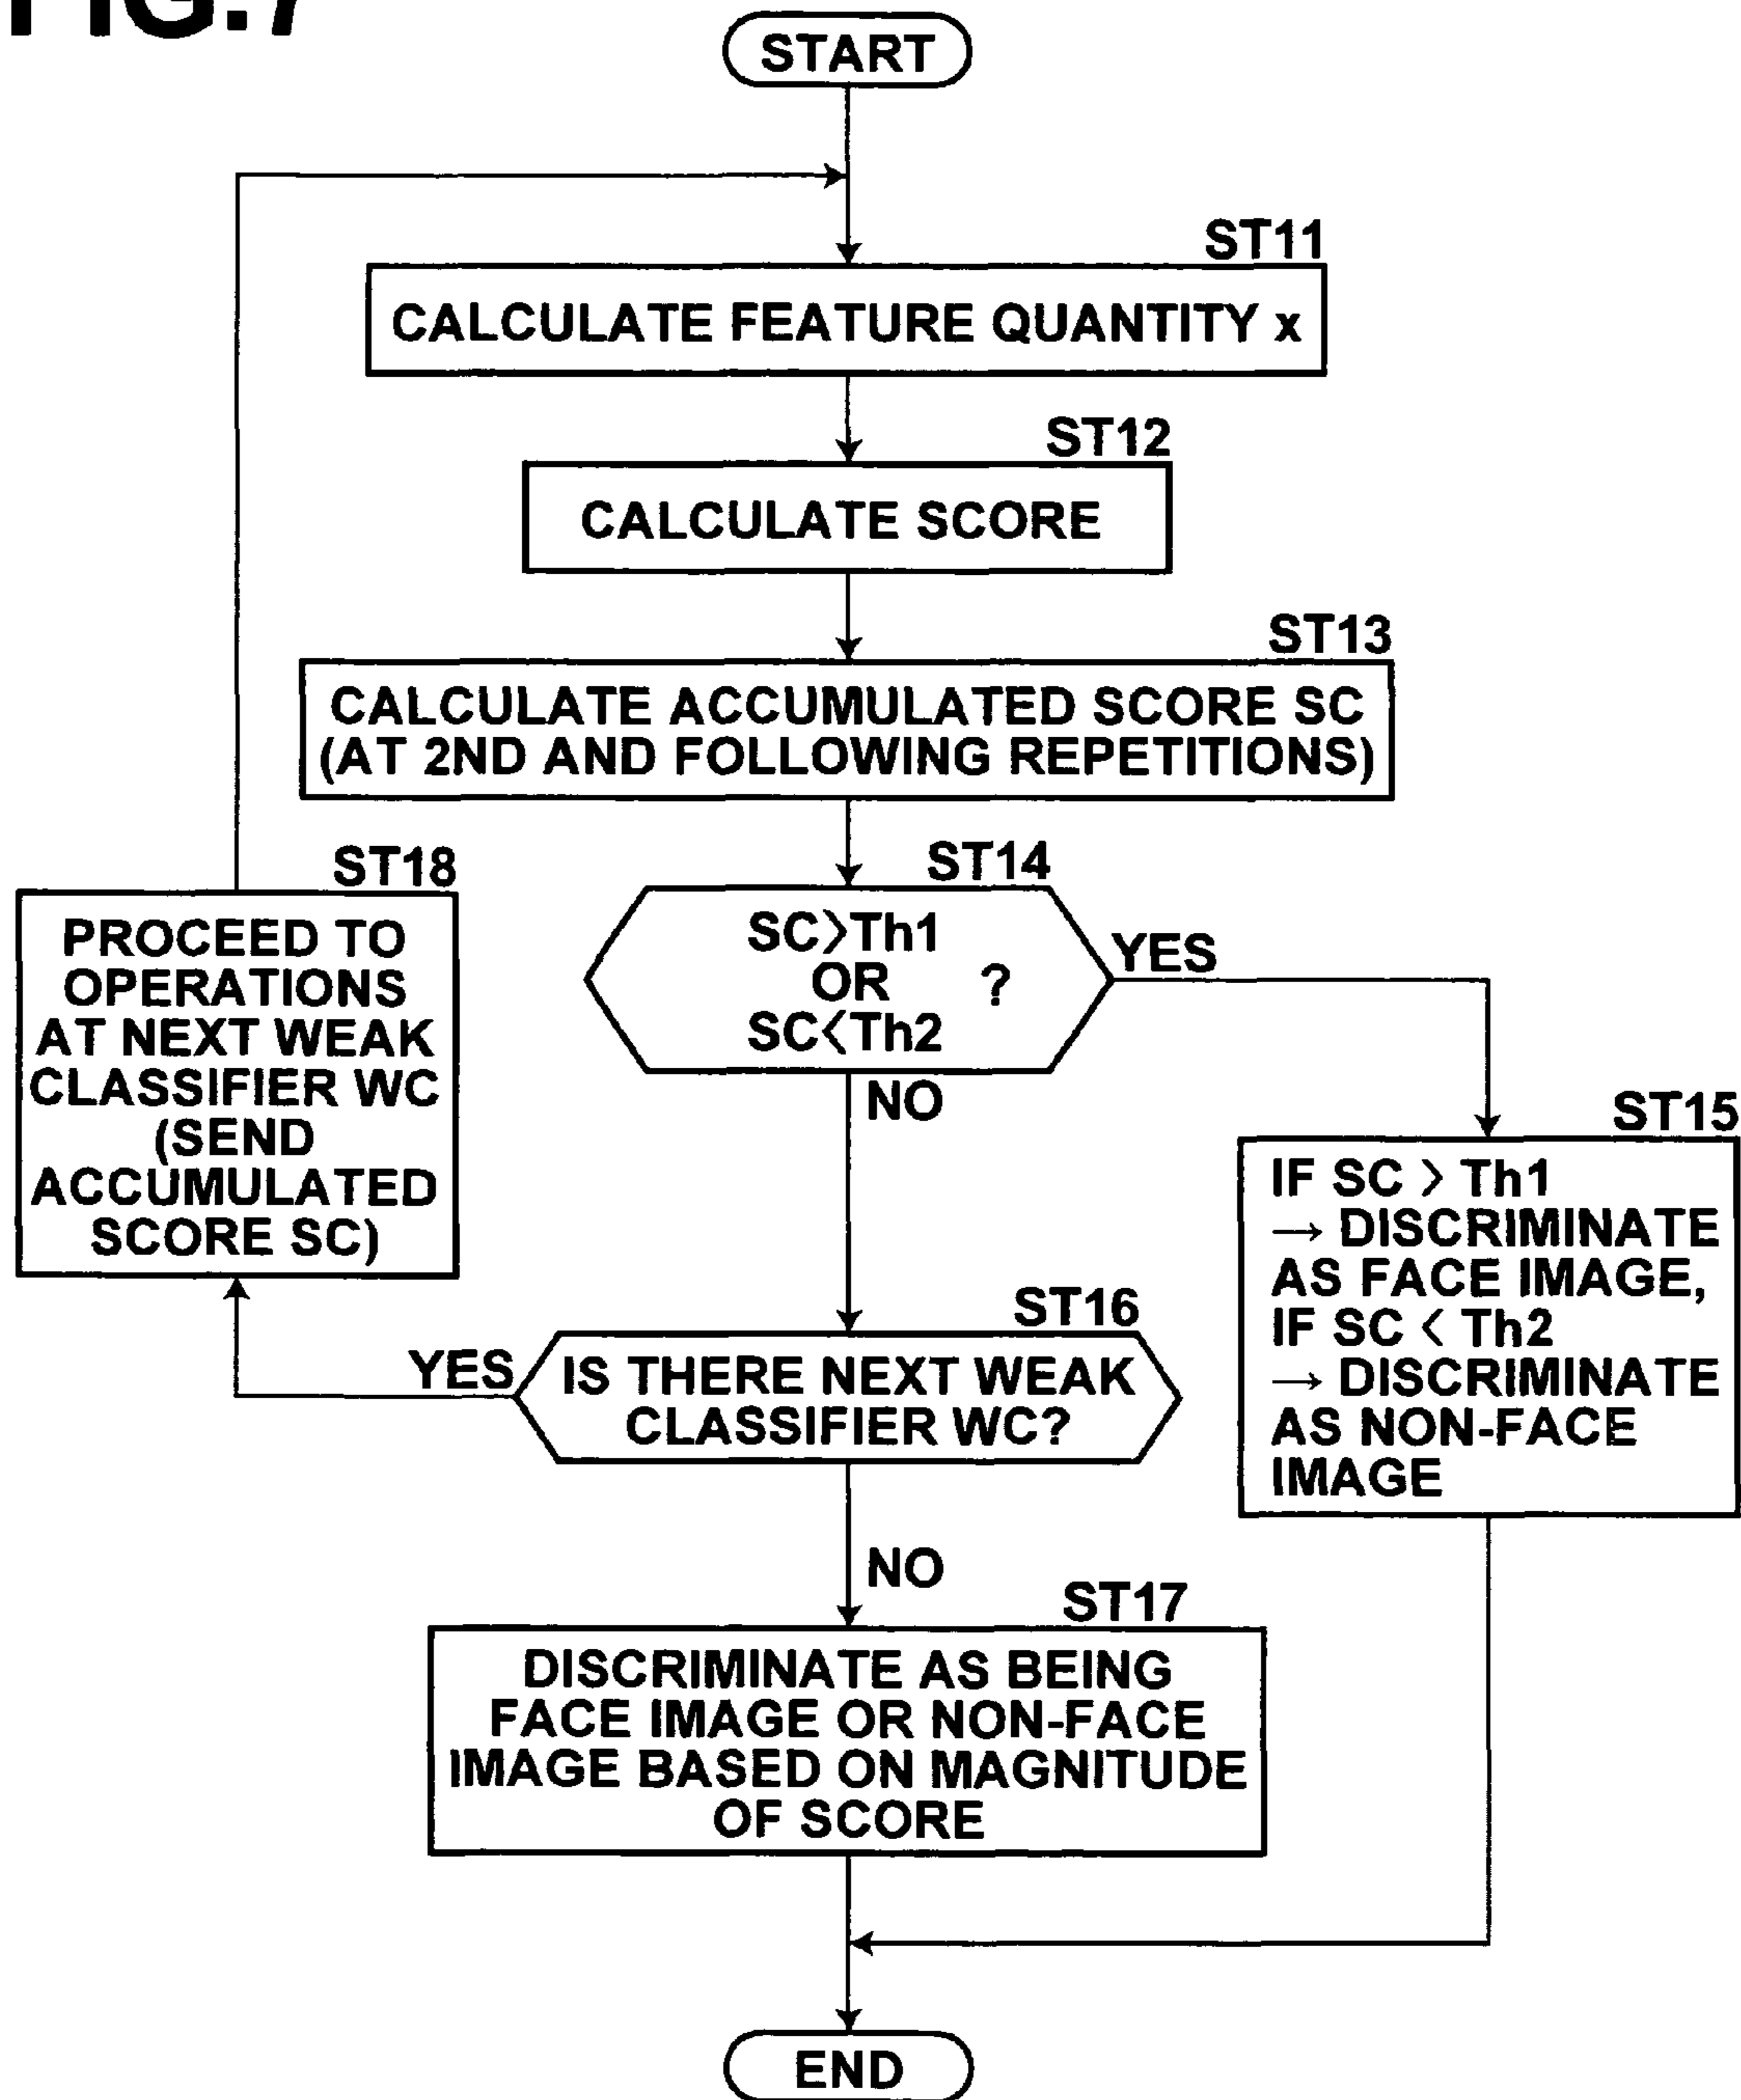 FIG.7
START
ST11
CALCULATE FEATURE QUANTITY x
ST12
CALCULATE SCORE
ST13
CALCULATE ACCUMULATED SCORE SC
(AT 2ND AND FOLLOWING REPETITIONS)
ST14
SC>Th1
OR ?
SC<Th2
YES
NO
ST15
IF SC > Th1
→ DISCRIMINATE
AS FACE IMAGE,
IF SC < Th2
→ DISCRIMINATE
AS NON-FACE
IMAGE
ST16
IS THERE NEXT WEAK
CLASSIFIER WC?
YES
NO
ST18
PROCEED TO
OPERATIONS
AT NEXT WEAK
CLASSIFIER WC
(SEND
ACCUMULATED
SCORE SC)
ST17
DISCRIMINATE AS BEING
FACE IMAGE OR NON-FACE
IMAGE BASED ON MAGNITUDE
OF SCORE
END